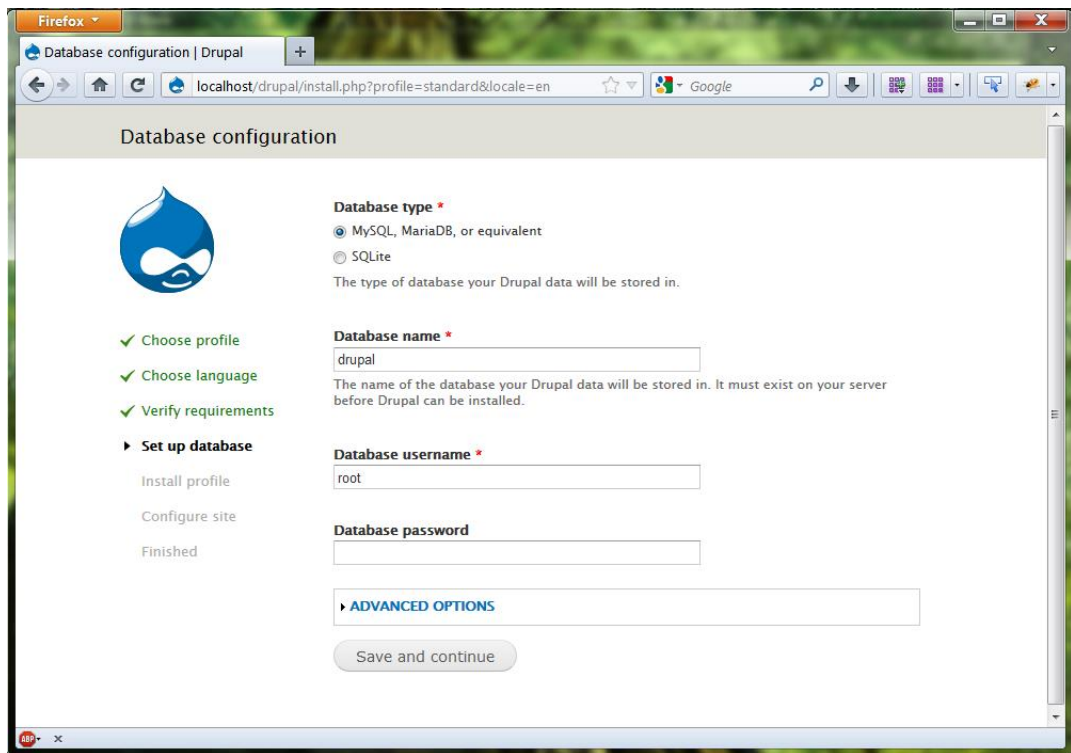 Firefox
Database configuration | Drupal
+
localhost/drupal/install.php?profile=standard&locale=en
Google
Database configuration
Database type *
MySQL, MariaDB, or equivalent
SQLite
The type of database your Drupal data will be stored in.
Choose profile
Choose language
Verify requirements
Set up database
Install profile
Configure site
Finished
Database name *
drupal
The name of the database your Drupal data will be stored in. It must exist on your server
before Drupal can be installed.
Database username *
root
Database password
ADVANCED OPTIONS
Save and continue
ABP